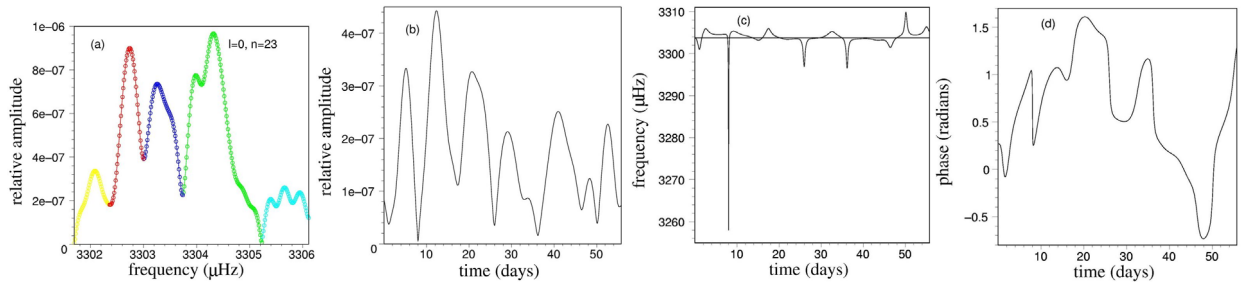 (a)
l=0, n=23
1e-06
8e-07
6e-07
4e-07
2e-07
0
relative amplitude
3302 3303 3304 3305 3306
frequency (μHz)
(b)
4e-07
3e-07
2e-07
1e-07
0
relative amplitude
10 20 30 40 50
time (days)
(c)
3310
3300
3290
3280
3270
3260
frequency (μHz)
10 20 30 40 50
time (days)
(d)
1.5
1
0.5
0
−0.5
phase (radians)
0 10 20 30 40 50
time (days)